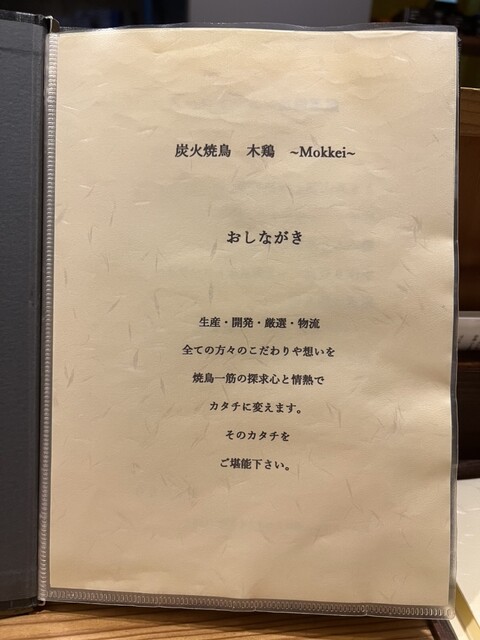 炭火焼鳥　木鶏　~Mokkei~
おしながき
生産・開発・厳選・物流
全ての方々のこだわりや想いを
焼鳥一筋の探求心と情熱で
カタチに変えます。
そのカタチを
ご堪能下さい。